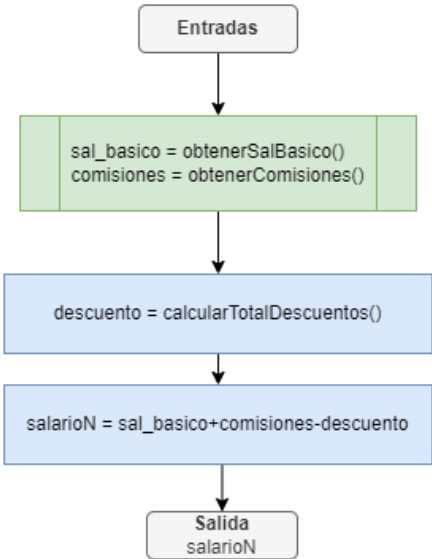 Entradas
sal_basico = obtenerSalBasico()
comisiones = obtenerComisiones()
descuento = calcularTotalDescuentos()
salarioN = sal_basico+comisiones-descuento
Salida
salarioN